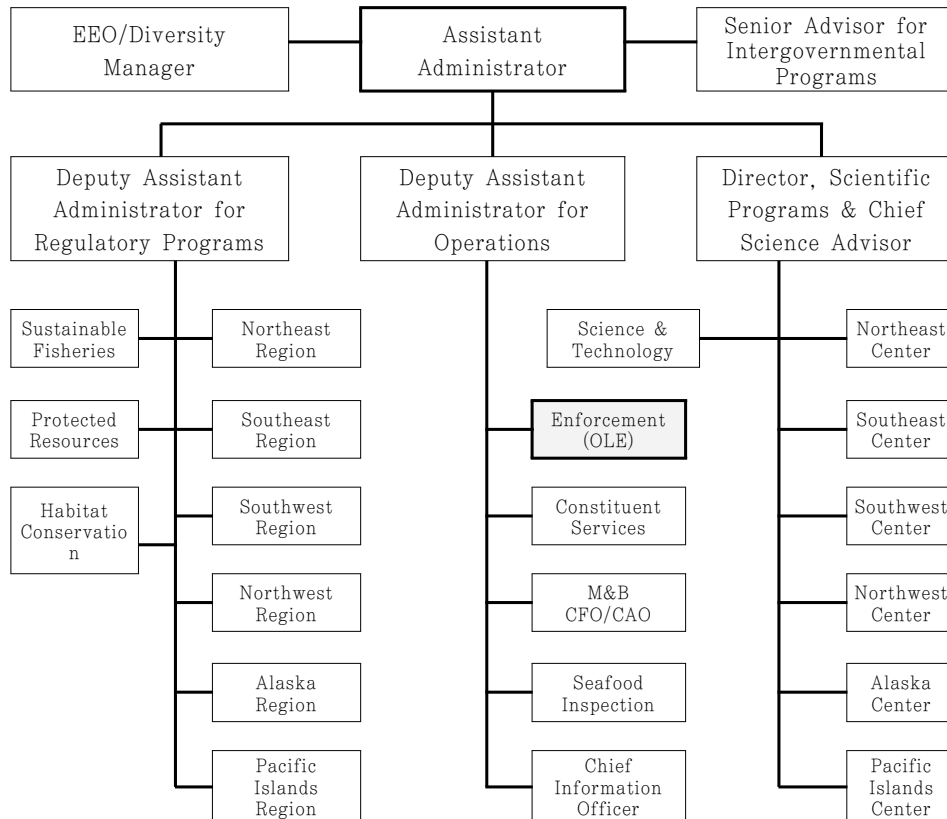 EEO/Diversity
Manager
Assistant
Administrator
Senior Advisor for
Intergovernmental
Programs
Deputy Assistant
Administrator for
Regulatory Programs
Deputy Assistant
Administrator for
Operations
Director, Scientific
Programs & Chief
Science Advisor
Sustainable
Fisheries
Northeast
Region
Science &
Technology
Northeast
Center
Protected
Resources
Southeast
Region
Enforcement
(OLE)
Southeast
Center
Habitat
Conservatio
n
Southwest
Region
Constituent
Services
Southwest
Center
Northwest
Region
M&B
CFO/CAO
Northwest
Center
Alaska
Region
Seafood
Inspection
Alaska
Center
Pacific
Islands
Region
Chief
Information
Officer
Pacific
Islands
Center